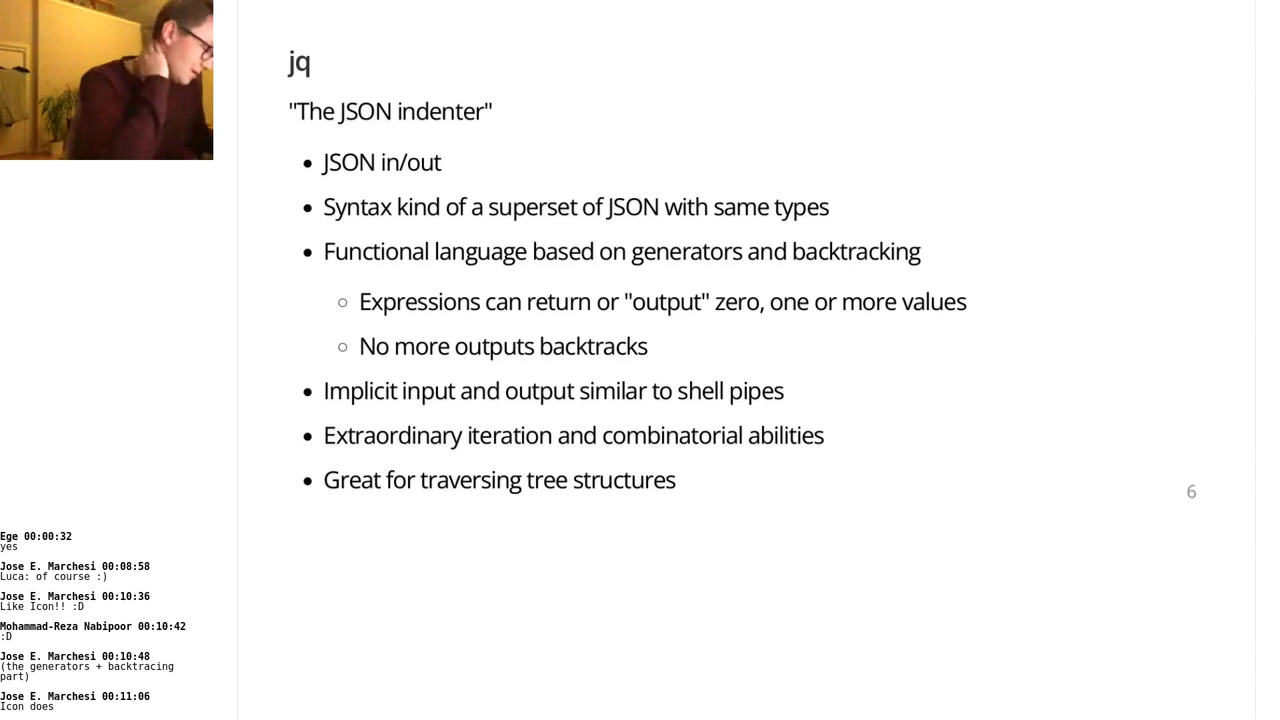 jq
"The JSON indenter"
JSON in/out
Syntax kind of a superset of JSON with same types
Functional language based on generators and backtracking
Expressions can return or "output" zero, one or more values
No more outputs backtracks
Implicit input and output similar to shell pipes
Extraordinary iteration and combinatorial abilities
Great for traversing tree structures
6
Ege 00:00:32
yes
Jose E. Marchesi 00:08:58
Luca: of course :)
Jose E. Marchesi 00:10:36
Like Icon!! :D
Mohammad-Reza Nabipoor 00:10:42
:D
Jose E. Marchesi 00:10:48
(the generators + backtracing
part)
Jose E. Marchesi 00:11:06
Icon does